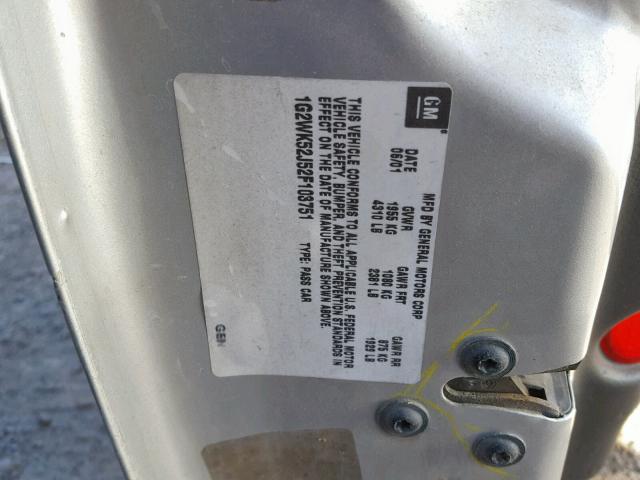 GM
MFD BY GENERAL MOTORS CORP
DATE GVWR GAWR FRT GAWR RR
06/01 1955 KG 1080 KG 875 KG
4310 LB 2381 LB 1929 LB
THIS VEHICLE CONFORMS TO ALL APPLICABLE U.S. FEDERAL MOTOR
VEHICLE SAFETY, BUMPER, AND THEFT PREVENTION STANDARDS IN
EFFECT ON THE DATE OF MANUFACTURE SHOWN ABOVE.
1G2WK52J52F103751 TYPE: PASS CAR
GEN